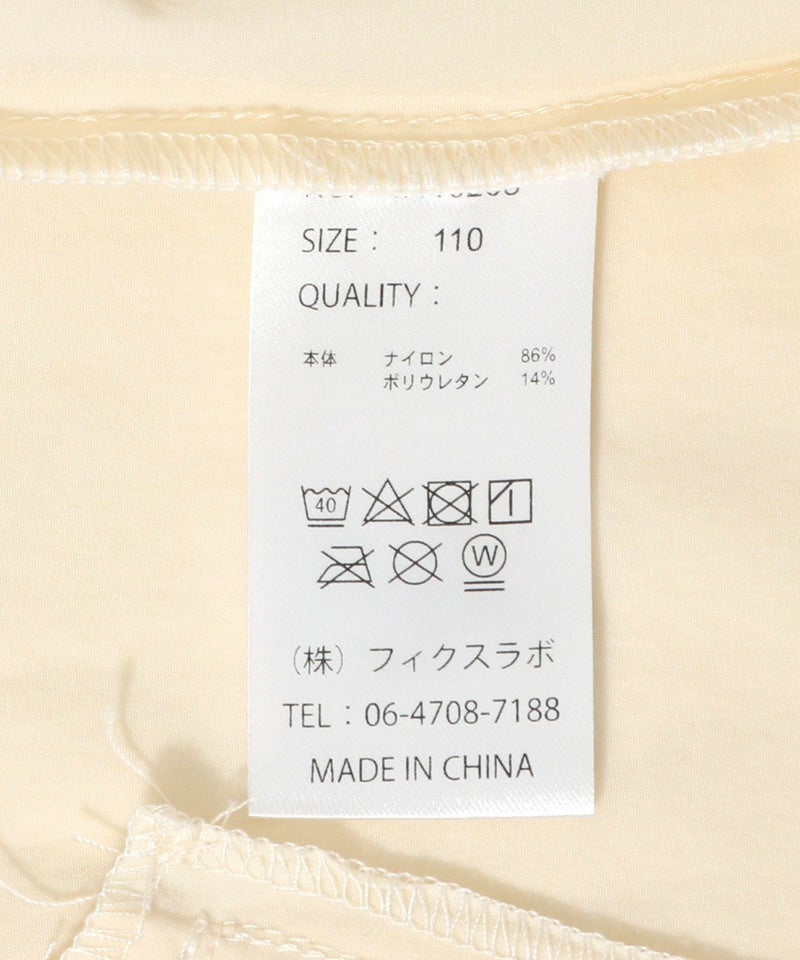 SIZE : 110
QUALITY :
本体 ナイロン 86%
ポリウレタン 14%
40
W
(株) フィクスラボ
TEL : 06-4708-7188
MADE IN CHINA